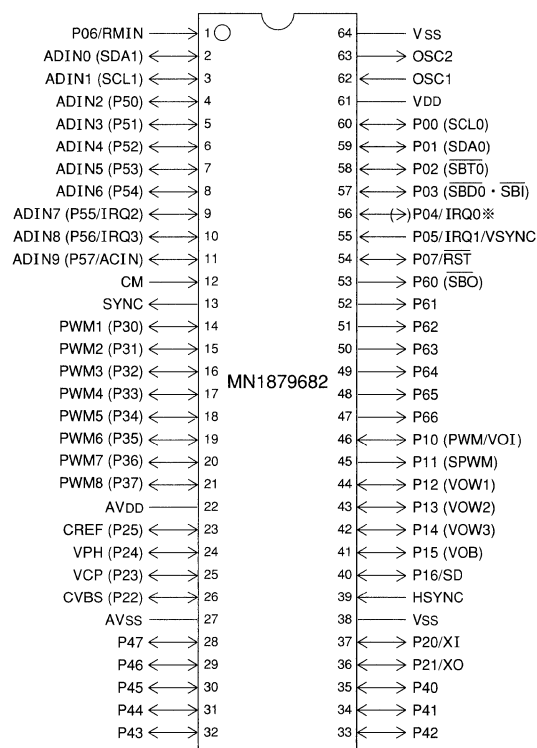 P06/RMIN 1 64 VSS
ADIN0 (SDA1) 2 63 OSC2
ADIN1 (SCL1) 3 62 OSC1
ADIN2 (P50) 4 61 VDD
ADIN3 (P51) 5 60 P00 (SCL0)
ADIN4 (P52) 6 59 P01 (SDA0)
ADIN5 (P53) 7 58 P02 (S̅B̅T̅0̅)
ADIN6 (P54) 8 57 P03 (S̅B̅D̅0̅ · S̅B̅I̅)
ADIN7 (P55/IRQ2) 9 56 ( ) P04/IRQ0※
ADIN8 (P56/IRQ3) 10 55 P05/IRQ1/VSYNC
ADIN9 (P57/ACIN) 11 54 P07/R̅S̅T̅
CM 12 53 P60 (S̅B̅O̅)
SYNC 13 52 P61
PWM1 (P30) 14 51 P62
PWM2 (P31) 15 50 P63
PWM3 (P32) 16 49 P64
MN1879682
PWM4 (P33) 17 48 P65
PWM5 (P34) 18 47 P66
PWM6 (P35) 19 46 P10 (PWM/VOI)
PWM7 (P36) 20 45 P11 (SPWM)
PWM8 (P37) 21 44 P12 (VOW1)
AVDD 22 43 P13 (VOW2)
CREF (P25) 23 42 P14 (VOW3)
VPH (P24) 24 41 P15 (VOB)
VCP (P23) 25 40 P16/SD
CVBS (P22) 26 39 HSYNC
AVSS 27 38 VSS
P47 28 37 P20/XI
P46 29 36 P21/XO
P45 30 35 P40
P44 31 34 P41
P43 32 33 P42